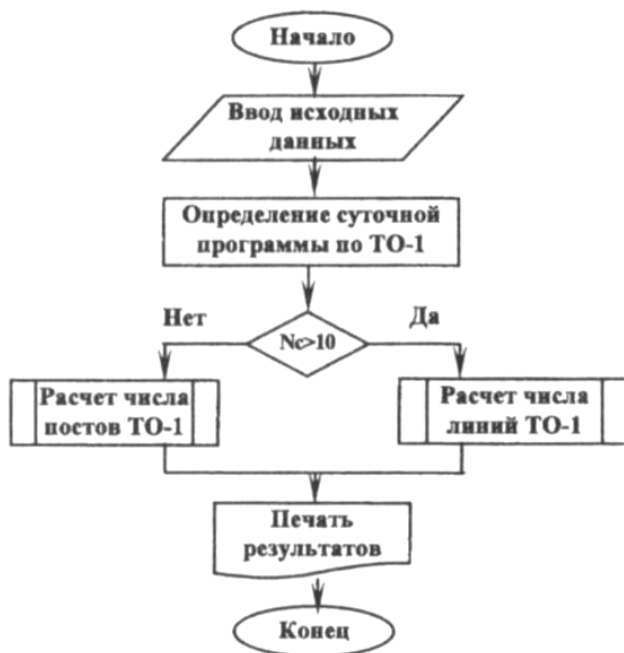 Начало
Ввод исходных
данных
Определение суточной
программы по ТО-1
Нет
Да
Nc>10
Расчет числа
постов ТО-1
Расчет числа
линий ТО-1
Печать
результатов
Конец